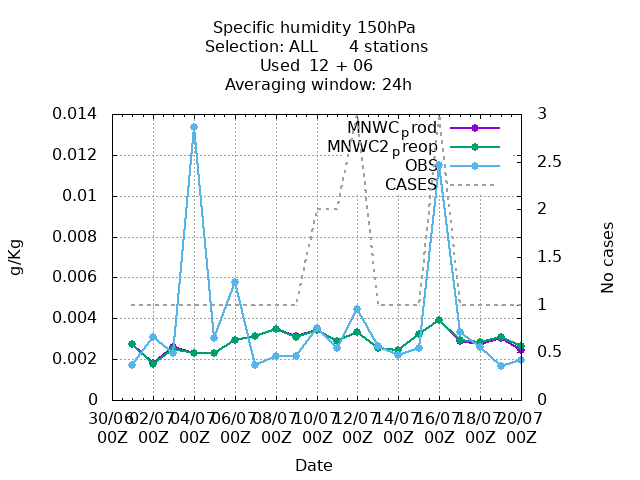 Specific humidity 150hPa
Selection: ALL 4 stations
Used 12 + 06
Averaging window: 24h
0.014
0.012
0.01
0.008
0.006
0.004
0.002
0
g/Kg
3
2.5
2
1.5
1
0.5
0
No cases
MNWCprod
MNWC2preop
OBS
CASES
30/06 02/07 04/07 06/07 08/07 10/07 12/07 14/07 16/07 18/07 20/07
00Z 00Z 00Z 00Z 00Z 00Z 00Z 00Z 00Z 00Z 00Z
Date